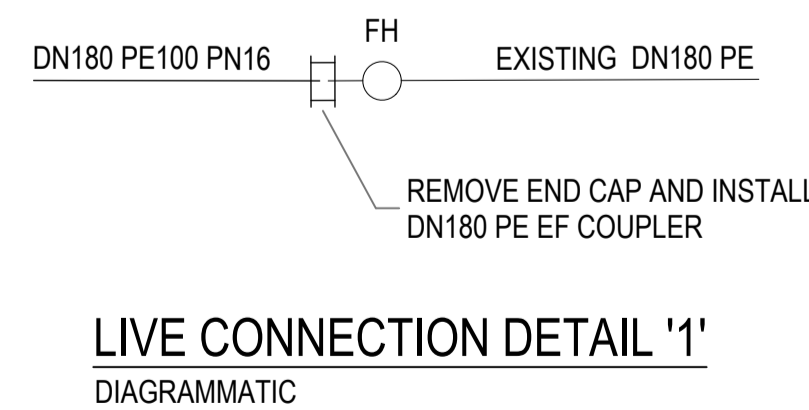 FH
DN180 PE100 PN16
EXISTING DN180 PE
REMOVE END CAP AND INSTALL
DN180 PE EF COUPLER
LIVE CONNECTION DETAIL '1'
DIAGRAMMATIC